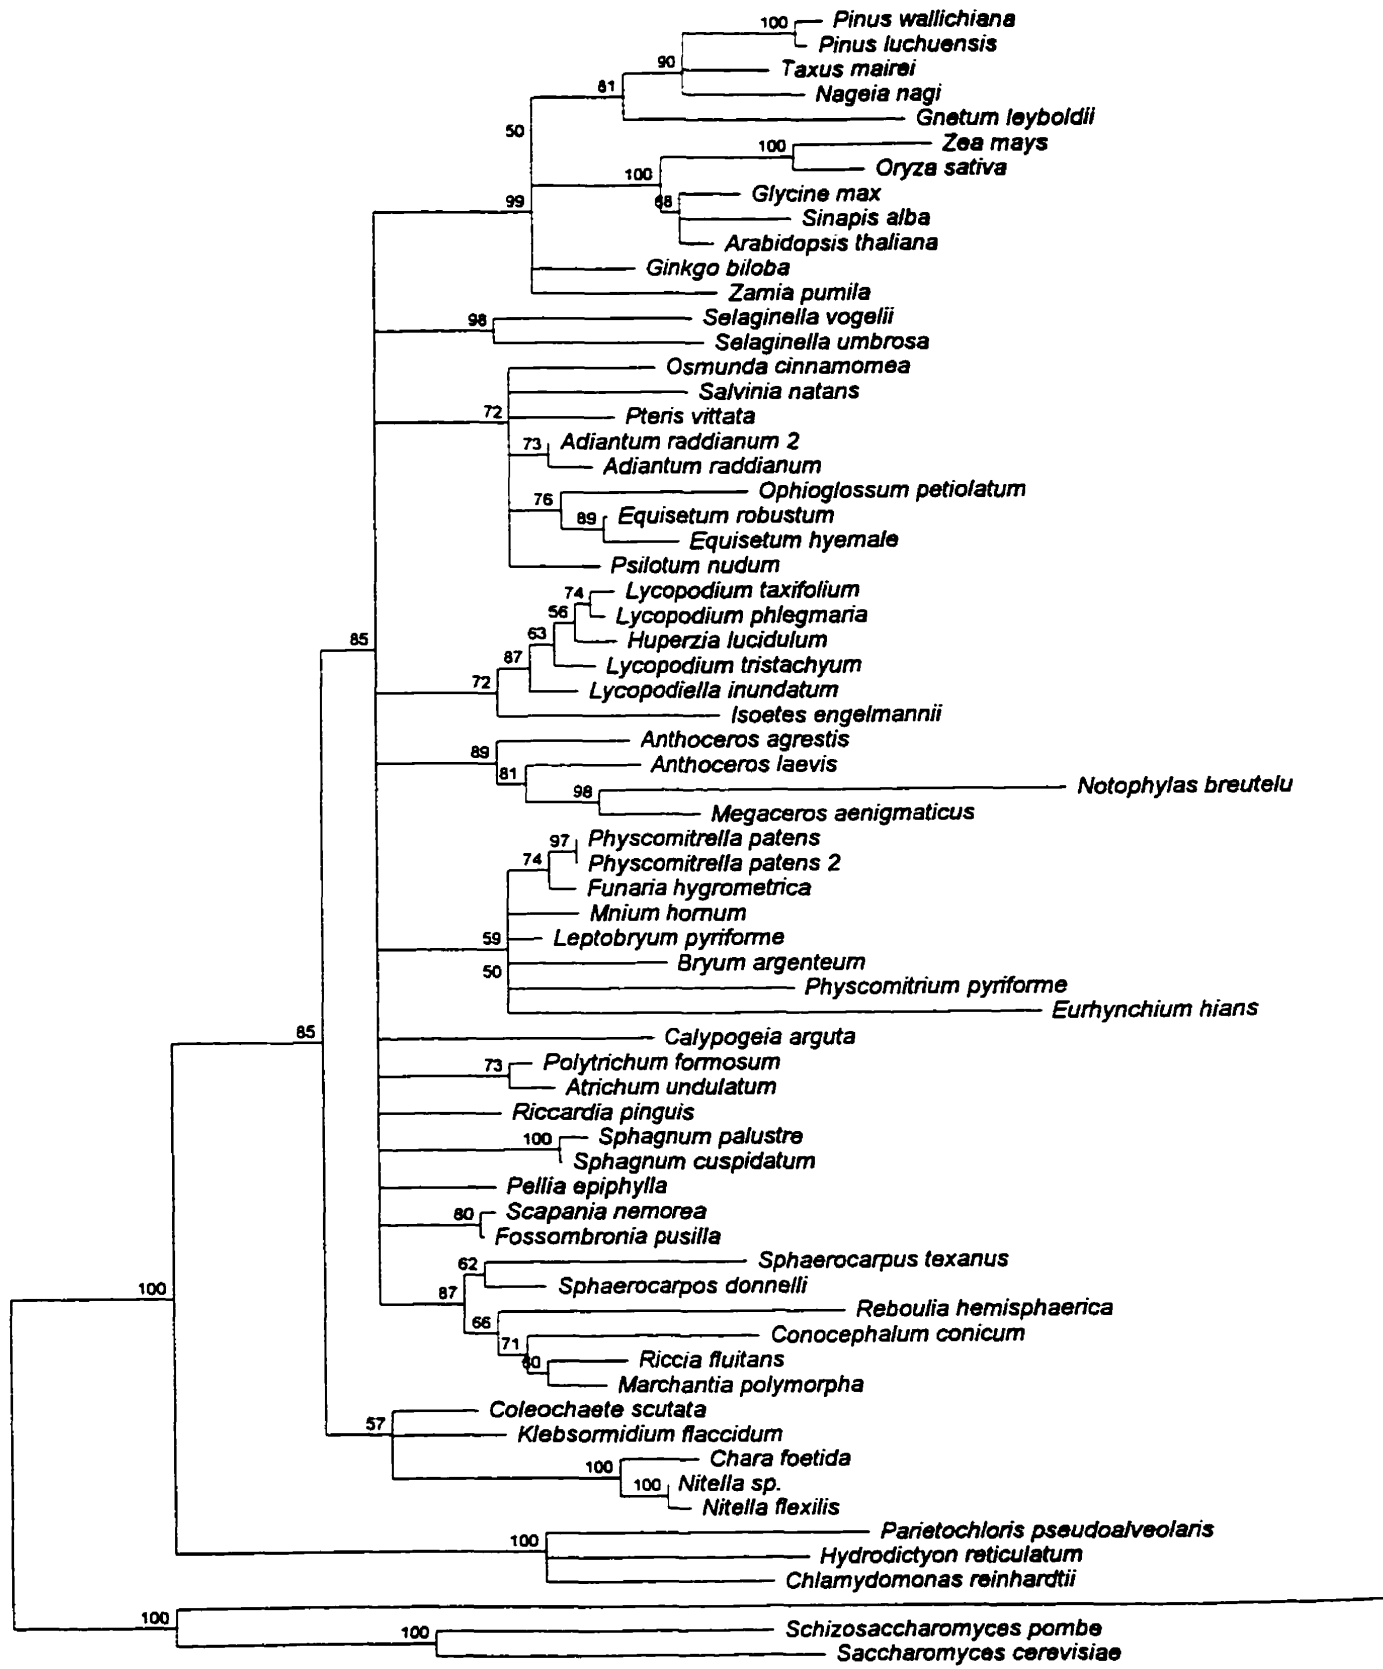 100 Pinus wallichiana
Pinus luchuensis
90 Taxus mairei
81 Nageia nagi
Gnetum leyboldii
50
100 Zea mays
Oryza sativa
100
68 Glycine max
99 Sinapis alba
Arabidopsis thaliana
Ginkgo biloba
Zamia pumila
98 Selaginella vogelii
Selaginella umbrosa
Osmunda cinnamomea
Salvinia natans
72 Pteris vittata
73 Adiantum raddianum 2
Adiantum raddianum
76 Ophioglossum petiolatum
89 Equisetum robustum
Equisetum hyemale
Psilotum nudum
74 Lycopodium taxifolium
56 Lycopodium phlegmaria
63 Huperzia lucidulum
85
87 Lycopodium tristachyum
72 Lycopodiella inundatum
Isoetes engelmannii
89 Anthoceros agrestis
81 Anthoceros laevis
98 Notophylas breutelu
Megaceros aenigmaticus
97 Physcomitrella patens
74 Physcomitrella patens 2
Funaria hygrometrica
Mnium hornum
59 Leptobryum pyriforme
50 Bryum argenteum
Physcomitrium pyriforme
Eurhynchium hians
85 Calypogeia arguta
73 Polytrichum formosum
Atrichum undulatum
Riccardia pinguis
100 Sphagnum palustre
Sphagnum cuspidatum
Pellia epiphylla
80 Scapania nemorea
Fossombronia pusilla
62 Sphaerocarpus texanus
100 87 Sphaerocarpos donnelli
66 Reboulia hemisphaerica
71 Conocephalum conicum
Riccia fluitans
Marchantia polymorpha
57 Coleochaete scutata
Klebsormidium flaccidum
100 Chara foetida
100 Nitella sp.
Nitella flexilis
100 Parietochloris pseudoalveolaris
Hydrodictyon reticulatum
Chlamydomonas reinhardtii
100
100 Schizosaccharomyces pombe
Saccharomyces cerevisiae